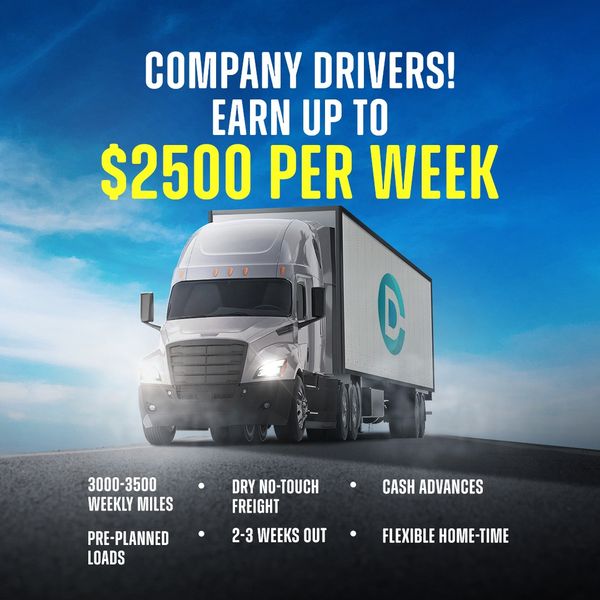 COMPANY DRIVERS!
EARN UP TO
$2500 PER WEEK
DC
3000-3500
WEEKLY MILES
• DRY NO-TOUCH
FREIGHT
• CASH ADVANCES
PRE-PLANNED
LOADS
• 2-3 WEEKS OUT
• FLEXIBLE HOME-TIME